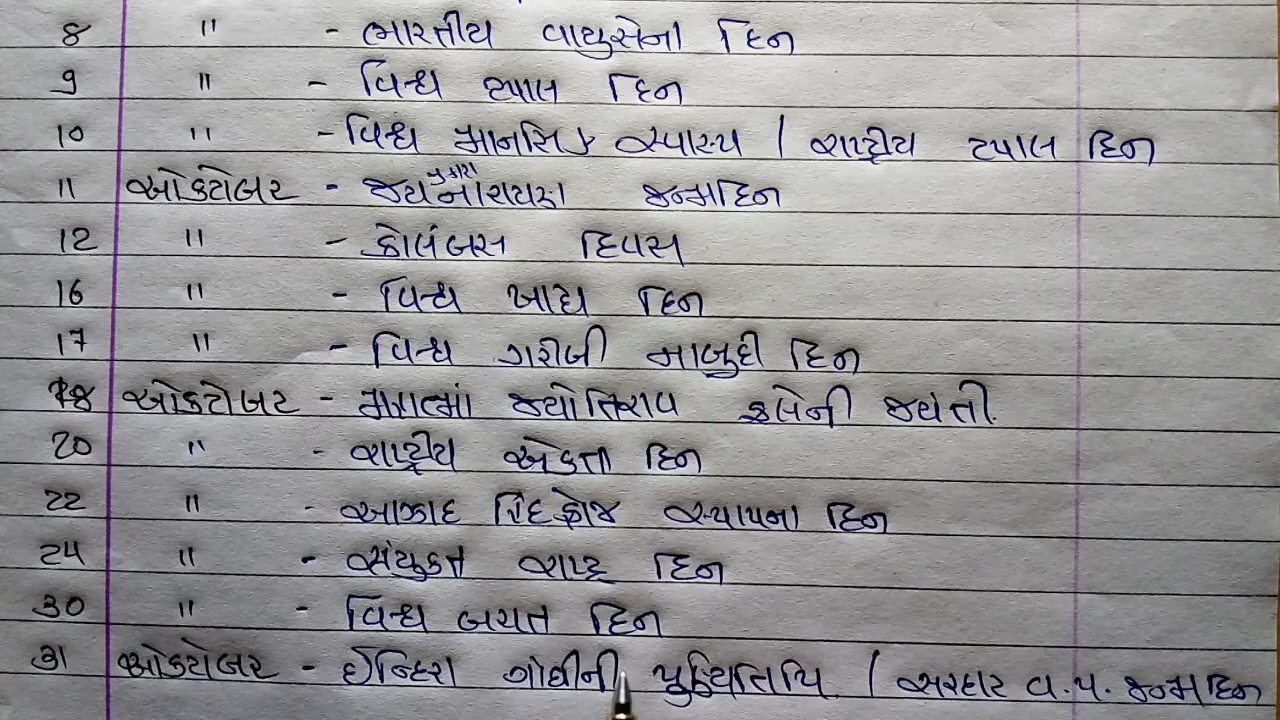 8 " - ભારતીય વાયુસેના દિન
9 " - વિશ્વ ટપાલ દિન
10 " - વિશ્વ માનસિક સ્વાસ્થ્ય / રાષ્ટ્રીય ટપાલ દિન
11 ઓક્ટોબર - જયપ્રકાશ નારાયણ જન્મદિન
12 " - કોલંબસ દિવસ
16 " - વિશ્વ ખાદ્ય દિન
17 " - વિશ્વ ગરીબી નાબુદી દિન
18 ઓક્ટોબર - મહાત્માં જ્યોતિરાવ ફુલેની જયંતી
20 " - રાષ્ટ્રીય એકતા દિન
22 " - આઝાદ હિંદ ફોજ સ્થાપના દિન
24 " - સંયુક્ત રાષ્ટ્ર દિન
30 " - વિશ્વ બચત દિન
31 ઓક્ટોબર - ઈન્દિરા ગાંધીની પુણ્યતિથિ / સરદાર વ.પ. જન્મદિન